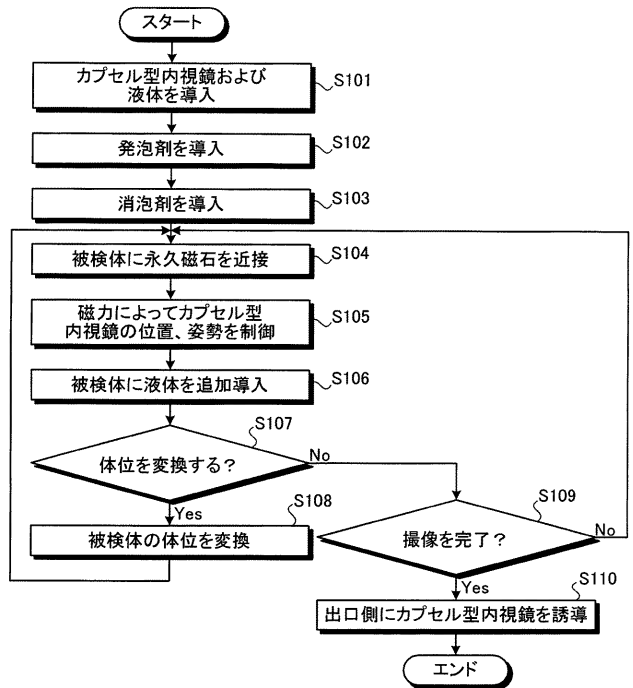 スタート
カプセル型内視鏡および
液体を導入
S101
発泡剤を導入
S102
消泡剤を導入
S103
被検体に永久磁石を近接
S104
磁力によってカプセル型
内視鏡の位置、姿勢を制御
S105
被検体に液体を追加導入
S106
S107
体位を変換する？
No
Yes
S108
被検体の体位を変換
S109
撮像を完了？
No
Yes
S110
出口側にカプセル型内視鏡を誘導
エンド